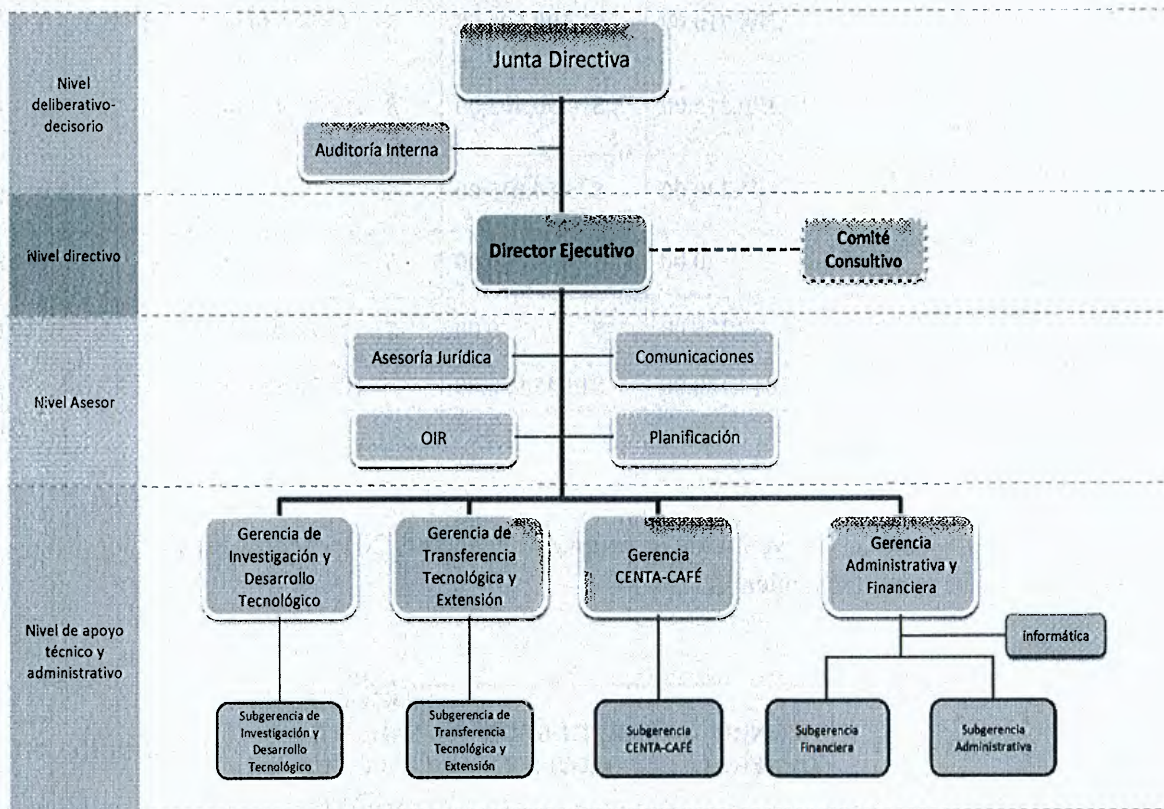 Nivel
deliberativo-
decisorio
Junta Directiva
Auditoría Interna
Nivel directivo
Director Ejecutivo
Comité
Consultivo
Nivel Asesor
Asesoría Jurídica
Comunicaciones
OIR
Planificación
Nivel de apoyo
técnico y
administrativo
Gerencia de
Investigación y
Desarrollo
Tecnológico
Gerencia de
Transferencia
Tecnológica y
Extensión
Gerencia
CENTA-CAFÉ
Gerencia
Administrativa y
Financiera
informática
Subgerencia de
Investigación y
Desarrollo
Tecnológico
Subgerencia de
Transferencia
Tecnológica y
Extensión
Subgerencia
CENTA-CAFÉ
Subgerencia
Financiera
Subgerencia
Administrativa